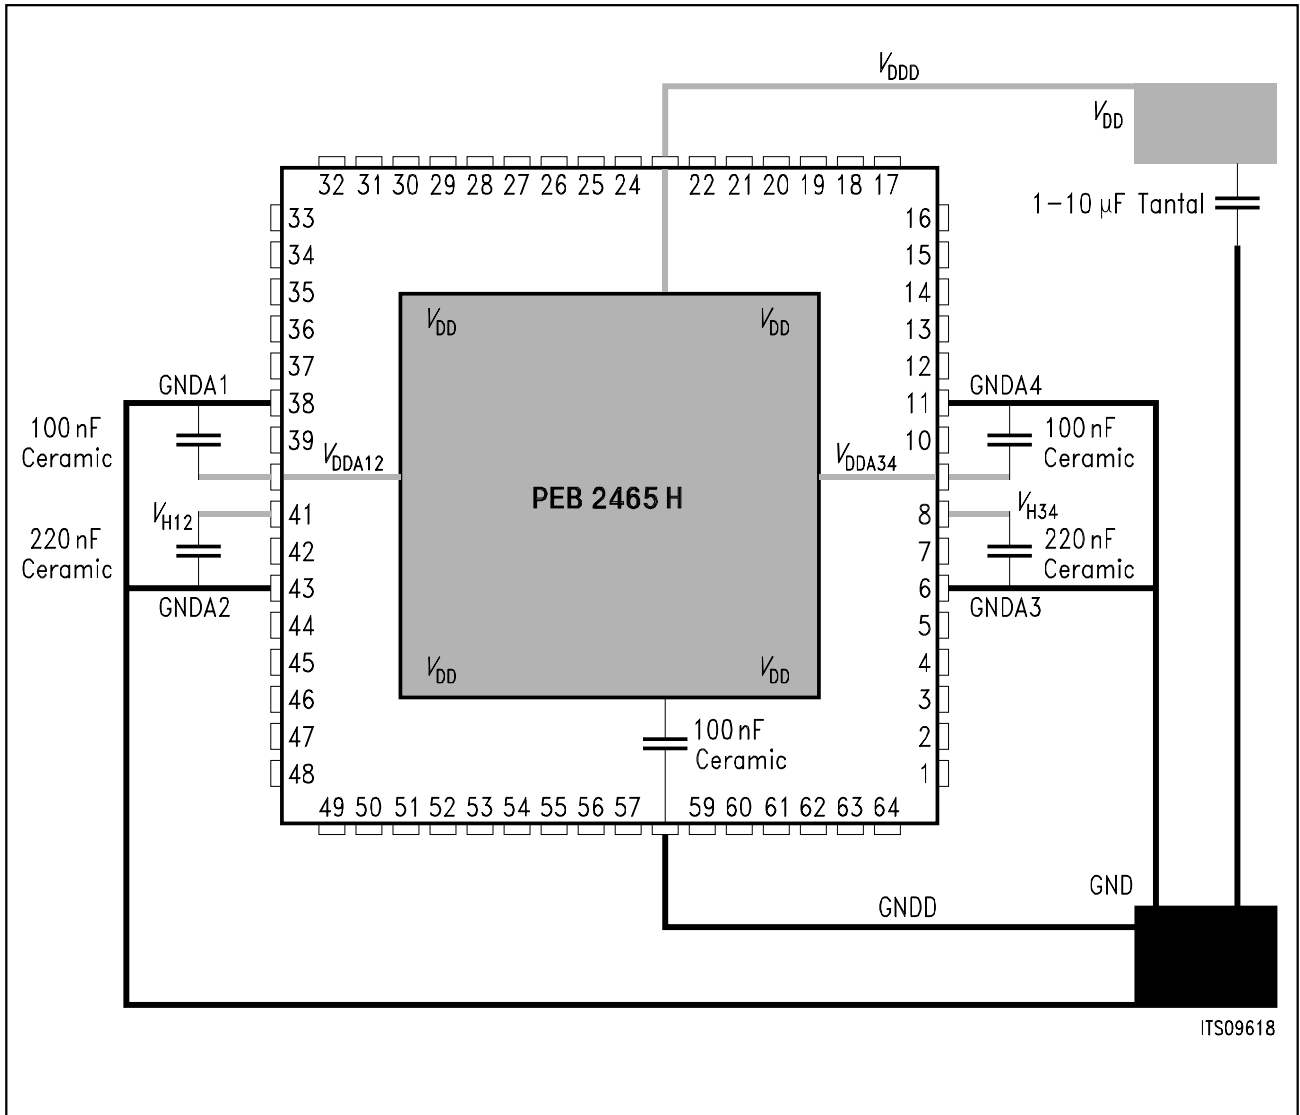 VDDD
VDD
1–10 µF Tantal
32 31 30 29 28 27 26 25 24 22 21 20 19 18 17
33
34
35
36
37
38
39
41
42
43
44
45
46
47
48
16
15
14
13
12
11
10
8
7
6
5
4
3
2
1
VDD VDD
GNDA1
100 nF
Ceramic
VDDA12
VH12
220 nF
Ceramic
GNDA2
PEB 2465 H
GNDA4
100 nF
Ceramic
VDDA34
VH34
220 nF
Ceramic
GNDA3
VDD VDD
100 nF
Ceramic
49 50 51 52 53 54 55 56 57 59 60 61 62 63 64
GND
GNDD
ITS09618